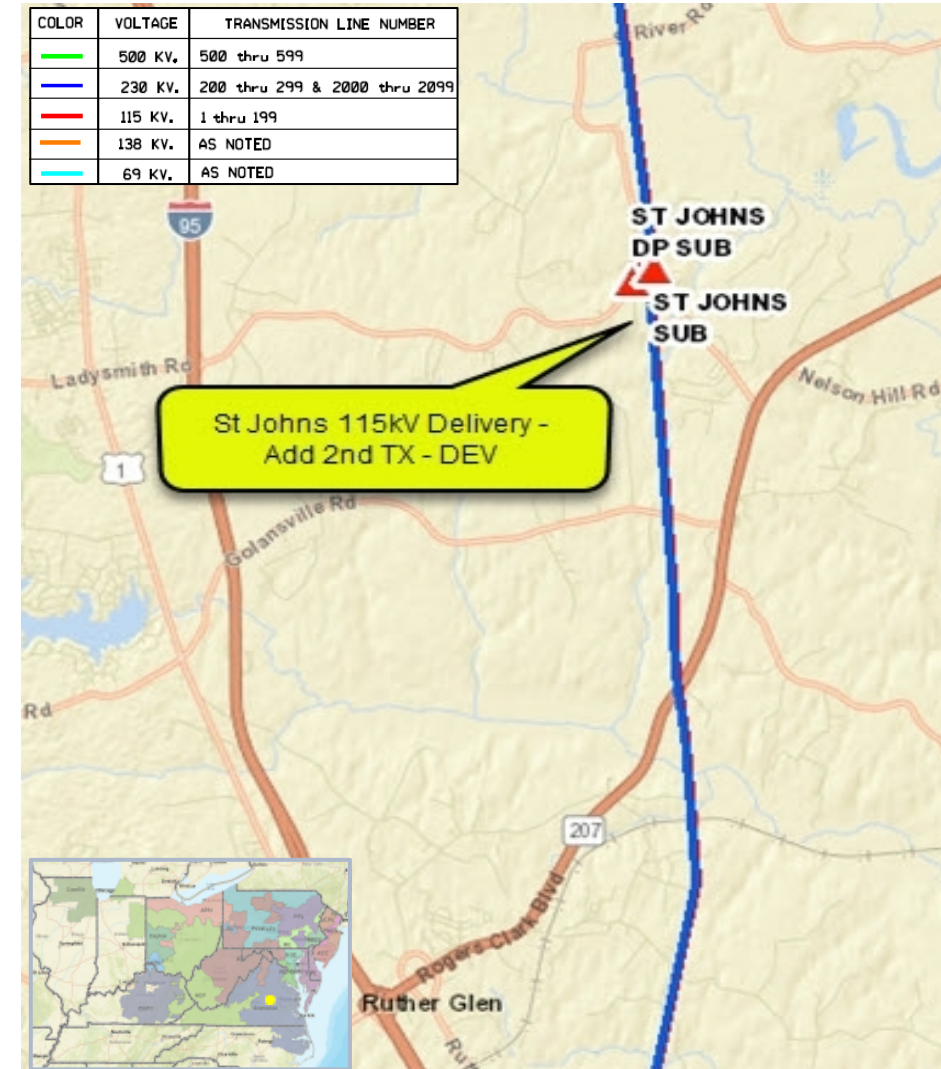 COLOR VOLTAGE TRANSMISSION LINE NUMBER
500 KV. 500 thru 599
230 KV. 200 thru 299 & 2000 thru 2099
115 KV. 1 thru 199
138 KV. AS NOTED
69 KV. AS NOTED
S River Rd
95
ST JOHNS
DP SUB
ST JOHNS
SUB
Ladysmith Rd
Nelson Hill Rd
St Johns 115kV Delivery -
Add 2nd TX - DEV
1
Golansville Rd
Rd
207
Rogers Clark Blvd
Ruther Glen
Rut